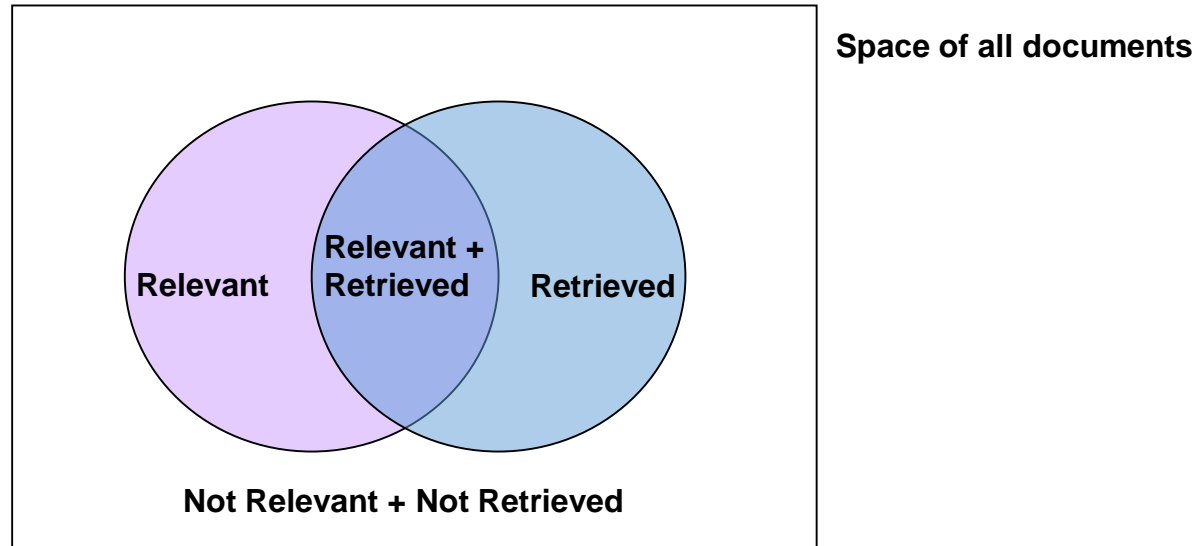 Space of all documents
Relevant
Relevant +
Retrieved
Retrieved
Not Relevant + Not Retrieved